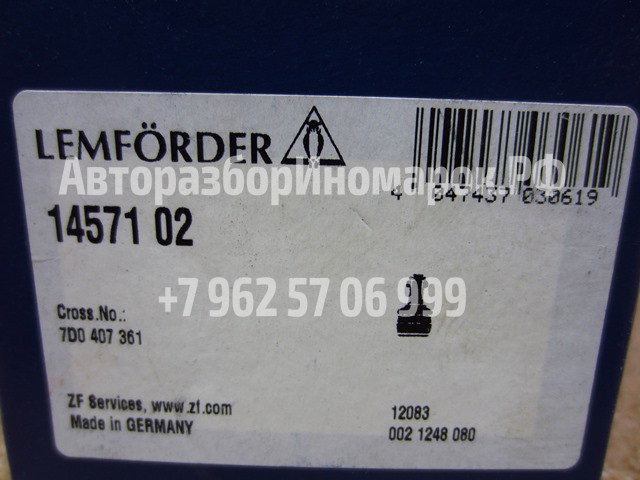 LEMFÖRDER
АвторазборИномарок.РФ
4 047437 030619
14571 02
+7 962 57 06 999
Cross.No.:
7D0 407 361
ZF Services, www.zf.com
Made in GERMANY
12083
002 1248 080